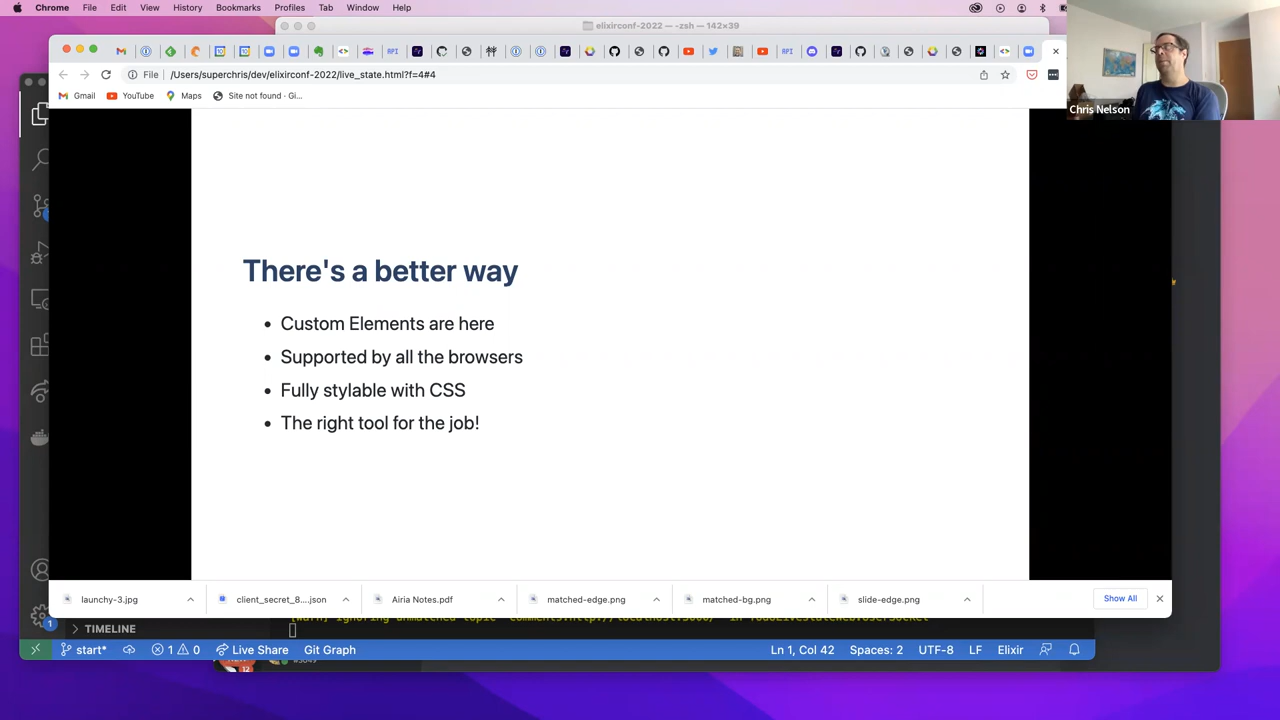 Chrome File Edit View History Bookmarks Profiles Tab Window Help
elixirconf-2022 — -zsh — 142×39
API
API
File /Users/superchris/dev/elixirconf-2022/live_state.html?f=4#4
Gmail YouTube Maps Site not found · Gi...
Chris Nelson
There's a better way
• Custom Elements are here
• Supported by all the browsers
• Fully stylable with CSS
• The right tool for the job!
launchy-3.jpg client_secret_8....json Airia Notes.pdf matched-edge.png matched-bg.png slide-edge.png Show All
1 TIMELINE
start* 1 0 Live Share Git Graph Ln 1, Col 42 Spaces: 2 UTF-8 LF Elixir
12